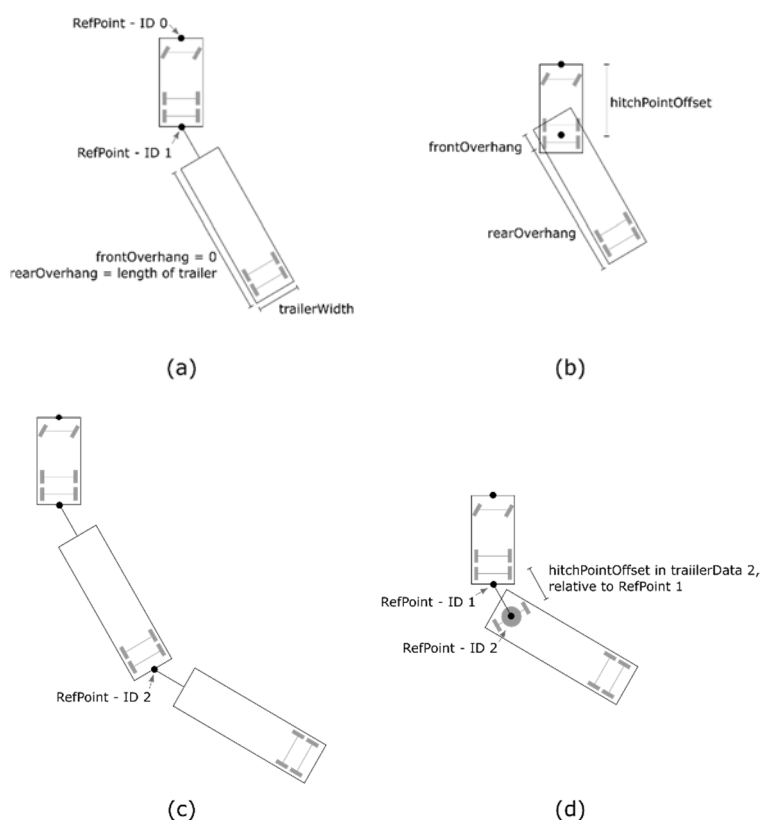 RefPoint - ID 0
RefPoint - ID 1
frontOverhang = 0
rearOverhang = length of trailer
trailerWidth
(a)
hitchPointOffset
frontOverhang
rearOverhang
(b)
RefPoint - ID 2
(c)
hitchPointOffset in traiilerData 2,
relative to RefPoint 1
RefPoint - ID 1
RefPoint - ID 2
(d)